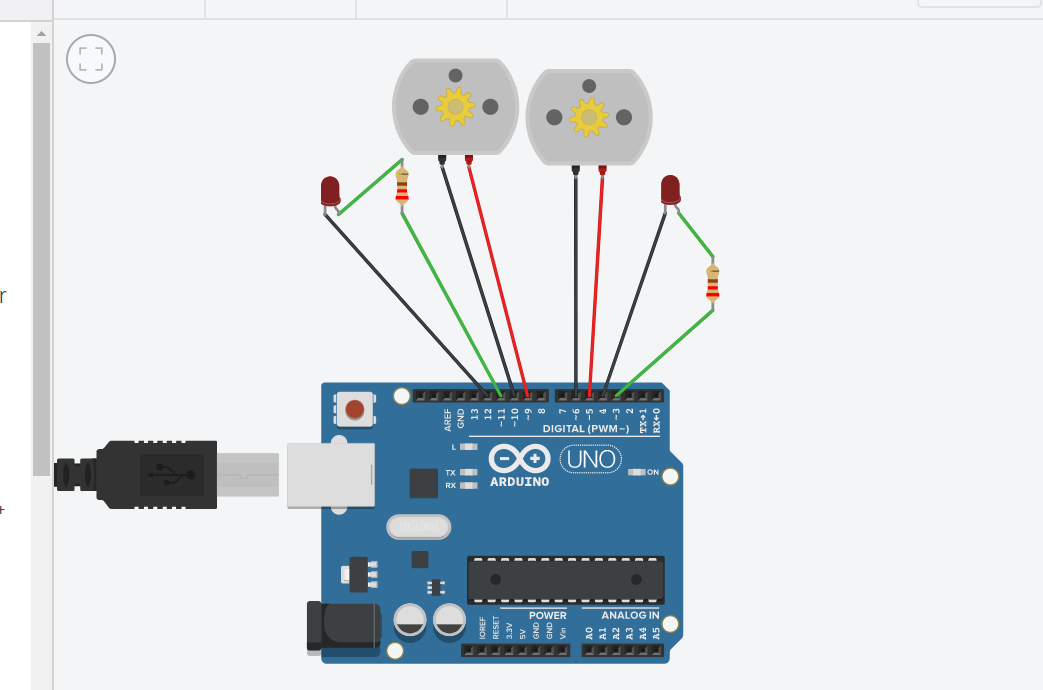 r
+
AREF
GND
13
12
~11
~10
~9
8
7
~6
~5
4
~3
2
TX→1
RX←0
DIGITAL (PWM~)
L
TX
RX
ARDUINO
UNO
ON
POWER
ANALOG IN
IOREF
RESET
3.3V
5V
GND
GND
Vin
A0
A1
A2
A3
A4
A5